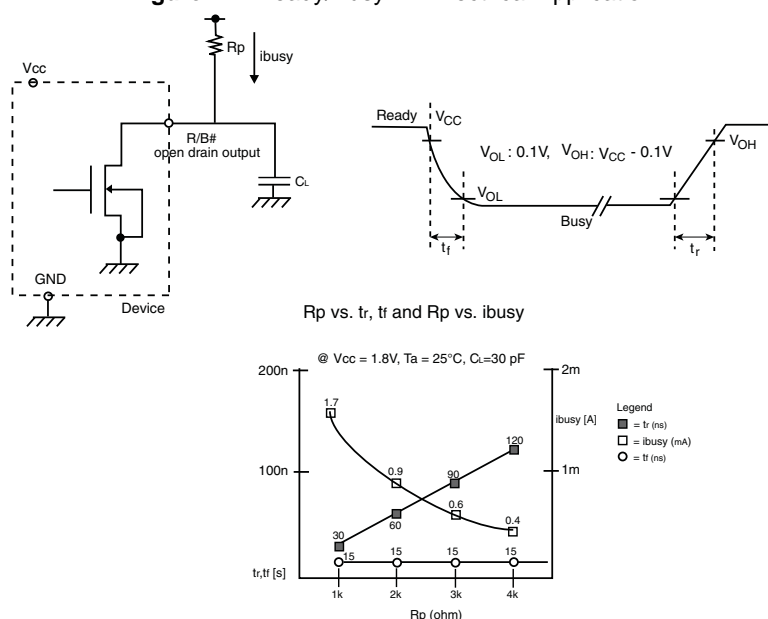 Rp
ibusy
Vcc
R/B#
open drain output
CL
GND
Device
Ready
VCC
VOL : 0.1V, VOH : VCC - 0.1V
VOH
VOL
Busy
tf
tr
Rp vs. tr, tf and Rp vs. ibusy
@ Vcc = 1.8V, Ta = 25°C, CL=30 pF
200n
2m
1.7
ibusy [A]
Legend
= tr (ns)
= ibusy (mA)
= tf (ns)
120
100n
0.9
90
1m
0.6
60
0.4
30
15
15
15
15
tr,tf [s]
1k
2k
3k
4k
Rp (ohm)